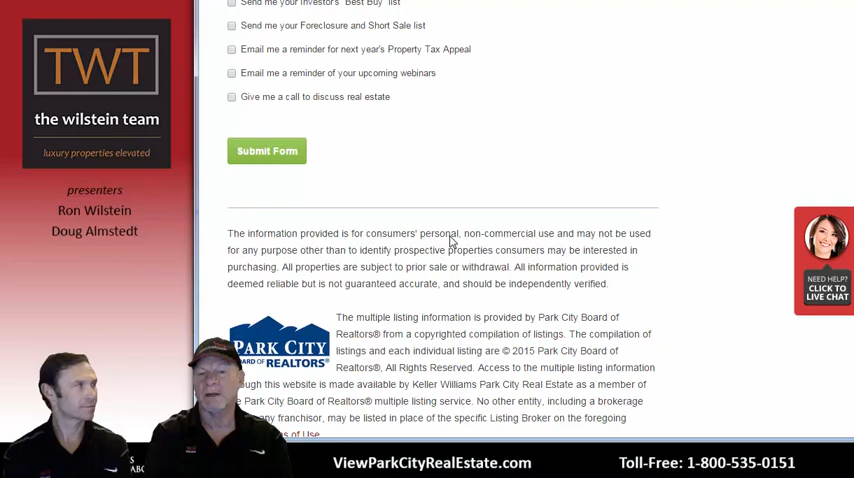 Send me your Investor's "Best Buy" list
Send me your Foreclosure and Short Sale list
Email me a reminder for next year's Property Tax Appeal
Email me a reminder of your upcoming webinars
Give me a call to discuss real estate
Submit Form
TWT
the wilstein team
luxury properties elevated
presenters
Ron Wilstein
Doug Almstedt
The information provided is for consumers' personal, non-commercial use and may not be used
for any purpose other than to identify prospective properties consumers may be interested in
purchasing. All properties are subject to prior sale or withdrawal. All information provided is
deemed reliable but is not guaranteed accurate, and should be independently verified.
NEED HELP?
CLICK TO
LIVE CHAT
PARK CITY
BOARD OF REALTORS®
The multiple listing information is provided by Park City Board of
Realtors® from a copyrighted compilation of listings. The compilation of
listings and each individual listing are © 2015 Park City Board of
Realtors®, All Rights Reserved. Access to the multiple listing information
through this website is made available by Keller Williams Park City Real Estate as a member of
Park City Board of Realtors® multiple listing service. No other entity, including a brokerage
any franchisor, may be listed in place of the specific Listing Broker on the foregoing
of Use
ViewParkCityRealEstate.com
Toll-Free: 1-800-535-0151